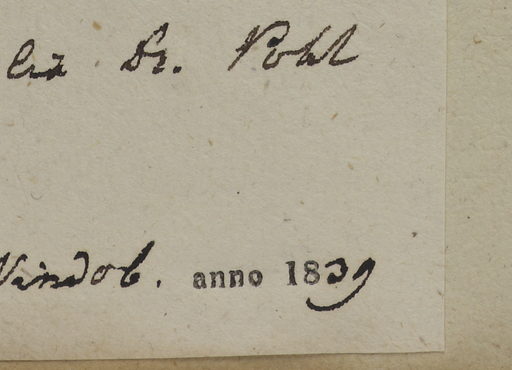 Dr. Pohl
Vindob. anno 1839